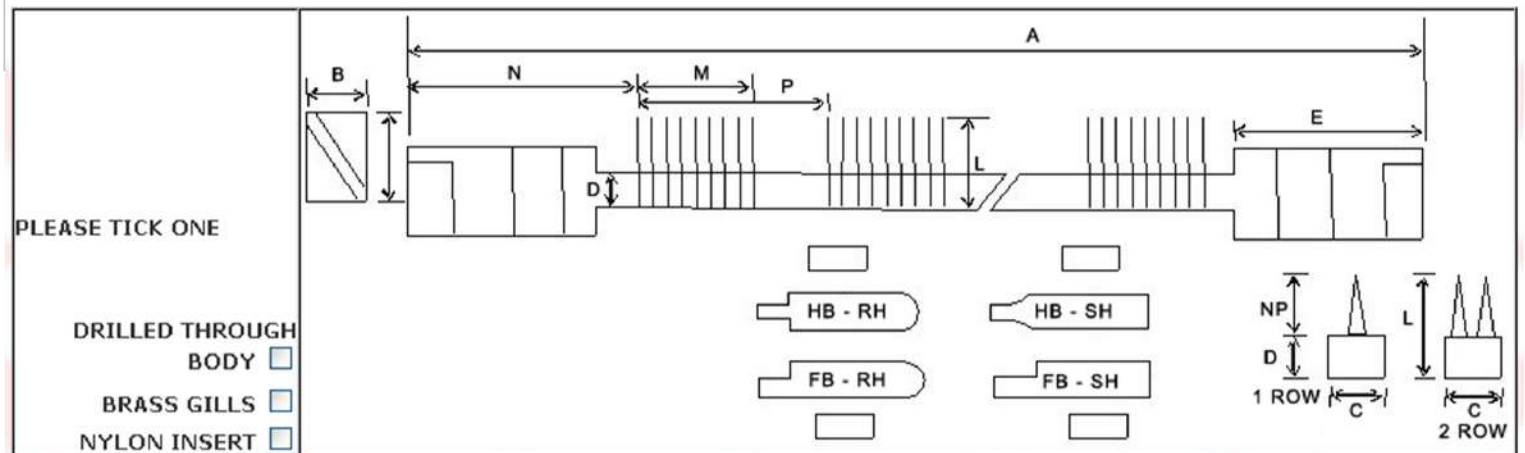 PLEASE TICK ONE
DRILLED THROUGH
BODY
BRASS GILLS
NYLON INSERT
A
B
N
M
P
E
D
L
HB - RH
HB - SH
FB - RH
FB - SH
NP
L
D
1 ROW
C
C
2 ROW